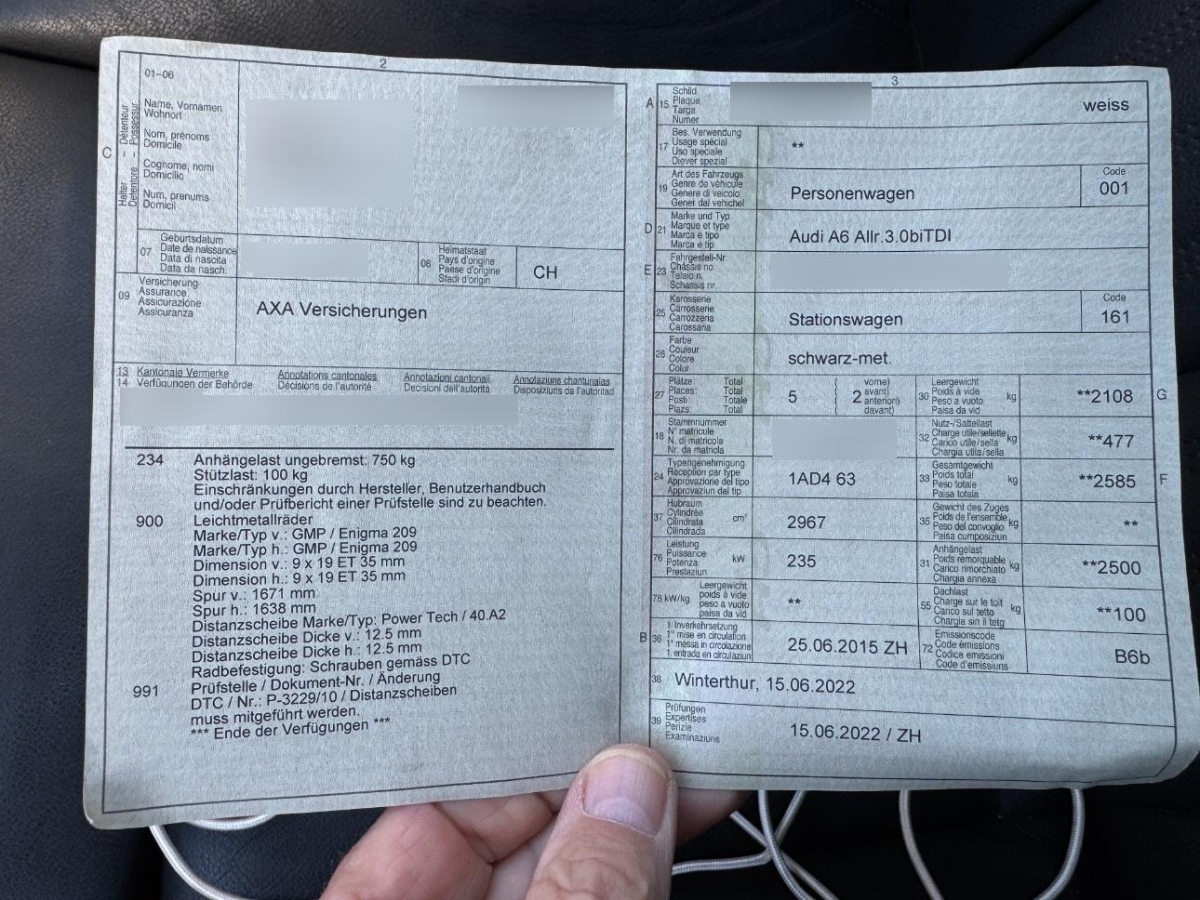 2
01-06
C
Halter - Détenteur
Detentore - Possessur
Name, Vornamen
Wohnort
Nom, prénoms
Domicile
Cognome, nomi
Domicilio
Num, prenums
Domicil
07
Geburtsdatum
Date de naissance
Data di nascita
Data da nasch.
08
Heimatstaat
Pays d'origine
Paese d'origine
Stadi d'origin
CH
09
Versicherung
Assurance
Assicurazione
Assicuranza
AXA Versicherungen
13 Kantonale Vermerke Annotations cantonales Annotazioni cantonali Annotaziuns chantunalas
14 Verfügungen der Behörde Décisions de l'autorité Decisioni dell'autorità Disposiziuns da l'autoritad
234 Anhängelast ungebremst: 750 kg
Stützlast: 100 kg
Einschränkungen durch Hersteller, Benutzerhandbuch
und/oder Prüfbericht einer Prüfstelle sind zu beachten.
900 Leichtmetallräder
Marke/Typ v.: GMP / Enigma 209
Marke/Typ h.: GMP / Enigma 209
Dimension v.: 9 x 19 ET 35 mm
Dimension h.: 9 x 19 ET 35 mm
Spur v.: 1671 mm
Spur h.: 1638 mm
Distanzscheibe Marke/Typ: Power Tech / 40.A2
Distanzscheibe Dicke v.: 12.5 mm
Distanzscheibe Dicke h.: 12.5 mm
Radbefestigung: Schrauben gemäss DTC
991 Prüfstelle / Dokument-Nr. / Änderung
DTC / Nr.: P-3229/10 / Distanzscheiben
muss mitgeführt werden.
*** Ende der Verfügungen ***
3
A 15
Schild
Plaque
Targa
Numer
weiss
17
Bes. Verwendung
Usage spécial
Uso speciale
Diever spezial
**
19
Art des Fahrzeugs
Genre de véhicule
Genere di veicolo
Gener dal vehichel
Personenwagen
Code
001
D 21
Marke und Typ
Marque et type
Marca e tipo
Marca e tip
Audi A6 Allr.3.0biTDI
E 23
Fahrgestell-Nr.
Châssis no
Telaio n.
Schassis nr.
25
Karosserie
Carrosserie
Carrozzeria
Carossaria
Stationswagen
Code
161
26
Farbe
Couleur
Colore
Colur
schwarz-met.
27
Plätze: Total
Places: Total
Posti: Totale
Plazs: Total
5
( vorne)
{ avant)
( anteriori)
davant)
2
30
Leergewicht
Poids à vide
Peso a vuoto
Paisa da vid
kg
**2108
G
18
Stammnummer
N° matricule
N. di matricola
Nr. da matricla
32
Nutz-/Sattellast
Charge utile/sellette
Carico utile/sella
Chargia utila/sella
kg
**477
24
Typengenehmigung
Réception par type
Approvazione del tipo
Approvaziun dal tip
1AD4 63
33
Gesamtgewicht
Poids total
Peso totale
Paisa totala
kg
**2585
F
37
Hubraum
Cylindrée
Cilindrata
Cilindrada
cm³
2967
35
Gewicht des Zuges
Poids de l'ensemble
Peso del convoglio
Paisa cumposiziun
kg
**
76
Leistung
Puissance
Potenza
Prestaziun
kW
235
31
Anhängelast
Poids remorquable
Carico rimorchiato
Chargia annexa
kg
**2500
78 kW/kg
Leergewicht
poids à vide
peso a vuoto
paisa da vid
**
55
Dachlast
Charge sur le toit
Carico sul tetto
Chargia sin il tetg
kg
**100
B 36
1. Inverkehrsetzung
1re mise en circulation
1a messa in circolazione
1. entrada en circulaziun
25.06.2015 ZH
72
Emissionscode
Code émissions
Codice emissioni
Code d'emissiuns
B6b
38
Winterthur, 15.06.2022
39
Prüfungen
Expertises
Perizie
Examinaziuns
15.06.2022 / ZH